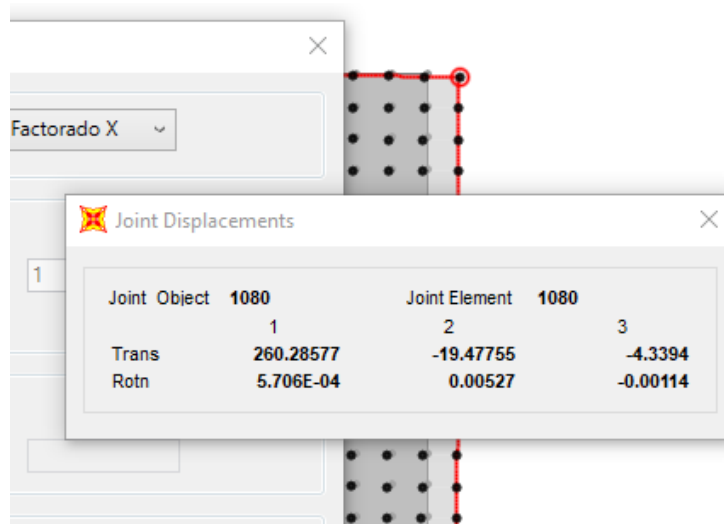 Factorado X
Joint Displacements
1
Joint Object 1080 Joint Element 1080
1 2 3
Trans 260.28577 -19.47755 -4.3394
Rotn 5.706E-04 0.00527 -0.00114